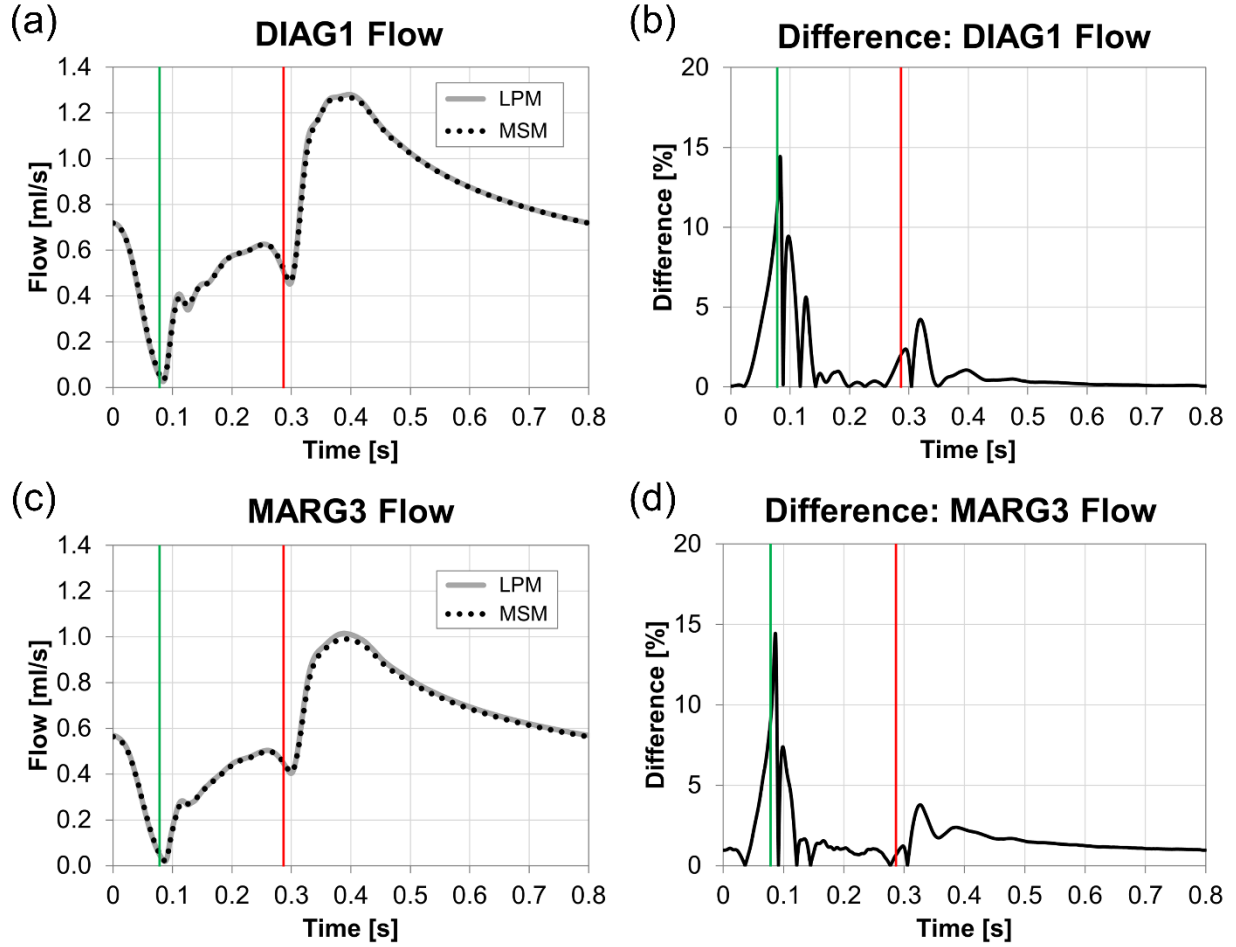 (a)
DIAG1 Flow
1.4
1.2
1.0
0.8
0.6
0.4
0.2
0.0
Flow [ml/s]
LPM
MSM
0 0.1 0.2 0.3 0.4 0.5 0.6 0.7 0.8
Time [s]
(b)
Difference: DIAG1 Flow
20
15
10
5
0
Difference [%]
0 0.1 0.2 0.3 0.4 0.5 0.6 0.7 0.8
Time [s]
(c)
MARG3 Flow
1.4
1.2
1.0
0.8
0.6
0.4
0.2
0.0
Flow [ml/s]
LPM
MSM
0 0.1 0.2 0.3 0.4 0.5 0.6 0.7 0.8
Time [s]
(d)
Difference: MARG3 Flow
20
15
10
5
0
Difference [%]
0 0.1 0.2 0.3 0.4 0.5 0.6 0.7 0.8
Time [s]